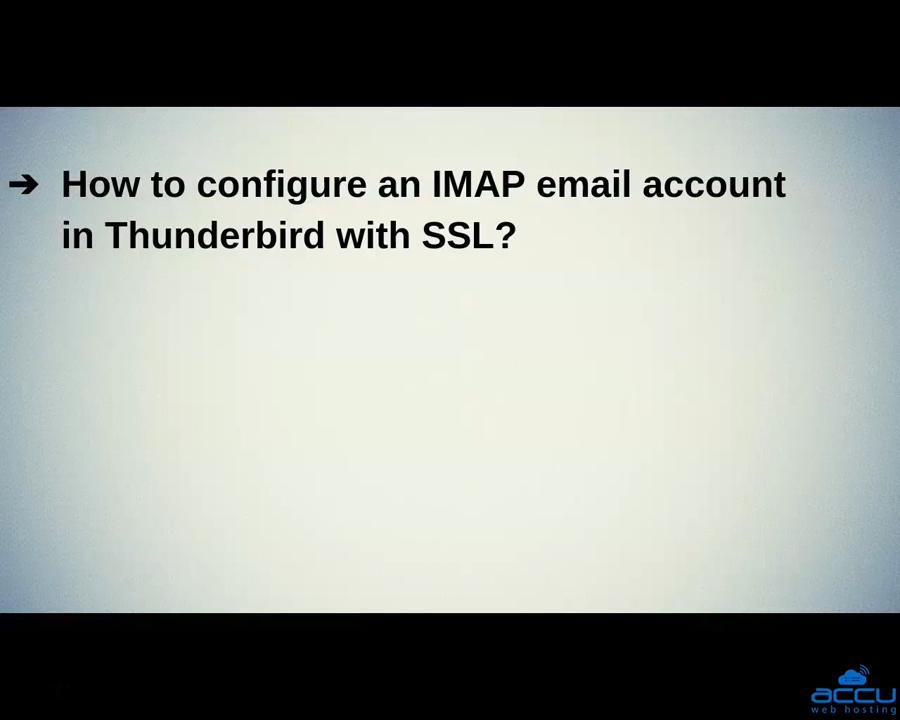 ➔ How to configure an IMAP email account
in Thunderbird with SSL?
accu
web hosting